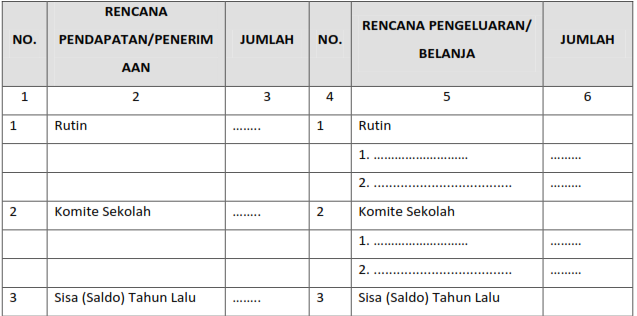 NO. RENCANA PENDAPATAN/PENERIM AAN JUMLAH NO. RENCANA PENGELUARAN/ BELANJA JUMLAH
1 2 3 4 5 6
1 Rutin ........ 1 Rutin
1. ........................... .........
2. .................................... .........
2 Komite Sekolah ........ 2 Komite Sekolah
1. ........................... .........
2. .................................... .........
3 Sisa (Saldo) Tahun Lalu ........ 3 Sisa (Saldo) Tahun Lalu